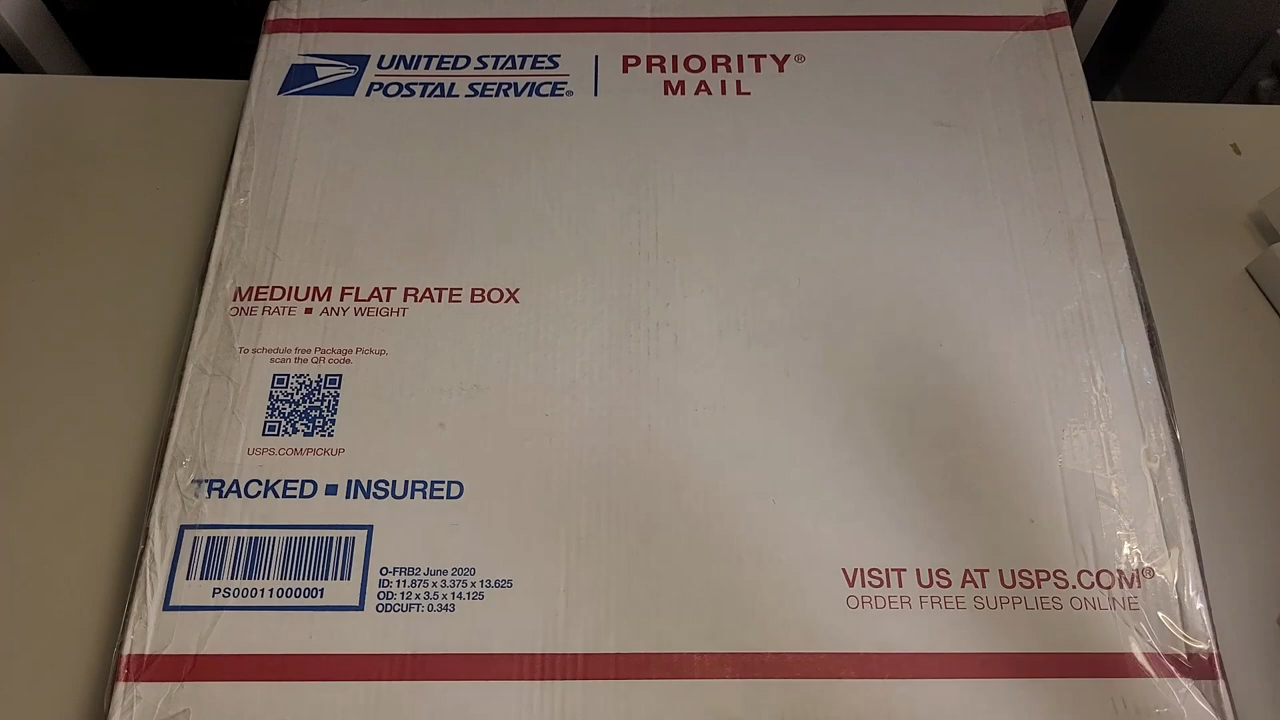 UNITED STATES
POSTAL SERVICE®
PRIORITY®
MAIL
MEDIUM FLAT RATE BOX
ONE RATE ■ ANY WEIGHT
To schedule free Package Pickup,
scan the QR code.
USPS.COM/PICKUP
TRACKED ■ INSURED
PS00011000001
O-FRB2 June 2020
ID: 11.875 x 3.375 x 13.625
OD: 12 x 3.5 x 14.125
ODCUFT: 0.343
VISIT US AT USPS.COM®
ORDER FREE SUPPLIES ONLINE